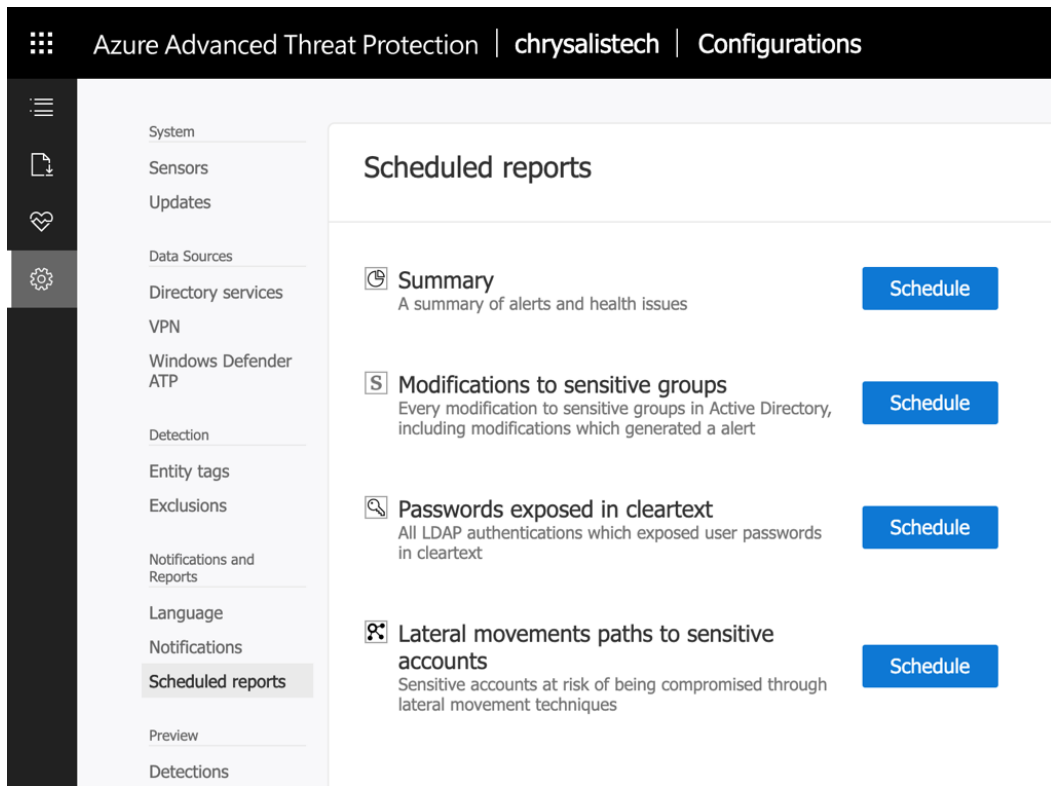 Azure Advanced Threat Protection | chrysalistech | Configurations
System
Sensors
Updates
Data Sources
Directory services
VPN
Windows Defender
ATP
Detection
Entity tags
Exclusions
Notifications and
Reports
Language
Notifications
Scheduled reports
Preview
Detections
Scheduled reports
Summary
A summary of alerts and health issues
Schedule
S
Modifications to sensitive groups
Every modification to sensitive groups in Active Directory,
including modifications which generated a alert
Schedule
Passwords exposed in cleartext
All LDAP authentications which exposed user passwords
in cleartext
Schedule
Lateral movements paths to sensitive
accounts
Sensitive accounts at risk of being compromised through
lateral movement techniques
Schedule